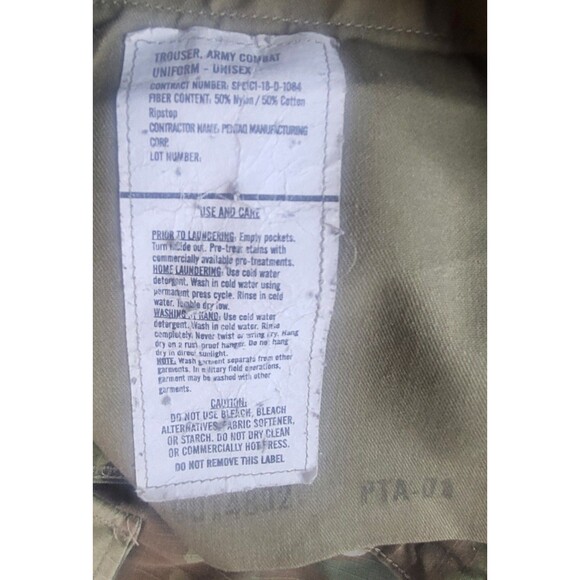 TROUSER, ARMY COMBAT
UNIFORM - UNISEX
CONTRACT NUMBER: SPE1C1-18-D-1084
FIBER CONTENT: 50% Nylon / 50% Cotton
Ripstop
CONTRACTOR NAME: PENTAQ MANUFACTURING
CORP.
LOT NUMBER:
USE AND CARE
PRIOR TO LAUNDERING: Empty pockets.
Turn inside out. Pre-treat stains with
commercially available pre-treatments.
HOME LAUNDERING: Use cold water
detergent. Wash in cold water using
permanent press cycle. Rinse in cold
water. Tumble dry low.
WASHING BY HAND: Use cold water
detergent. Wash in cold water. Rinse
completely. Never twist or wring dry. Hang
dry on a rust proof hanger. Do not hang
dry in direct sunlight.
NOTE: Wash garment separate from other
garments. In military field operations,
garment may be washed with other
garments.
CAUTION:
DO NOT USE BLEACH, BLEACH
ALTERNATIVES, FABRIC SOFTENER,
OR STARCH. DO NOT DRY CLEAN
OR COMMERCIALLY HOT PRESS.
DO NOT REMOVE THIS LABEL